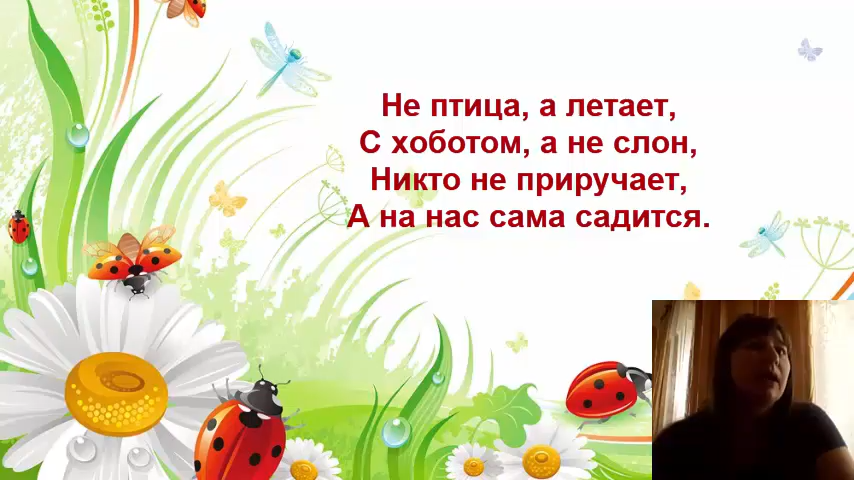 Не птица, а летает,
С хоботом, а не слон,
Никто не приручает,
А на нас сама садится.